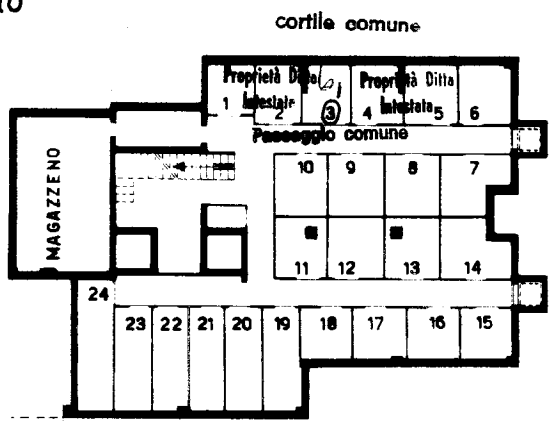 cortile comune
Proprietà Ditta Proprietà Ditta
Intestata Intestata
1 2 3 4 5 6
Passaggio comune
10 9 8 7
MAGAZZENO
11 12 13 14
24
23 22 21 20 19 18 17 16 15